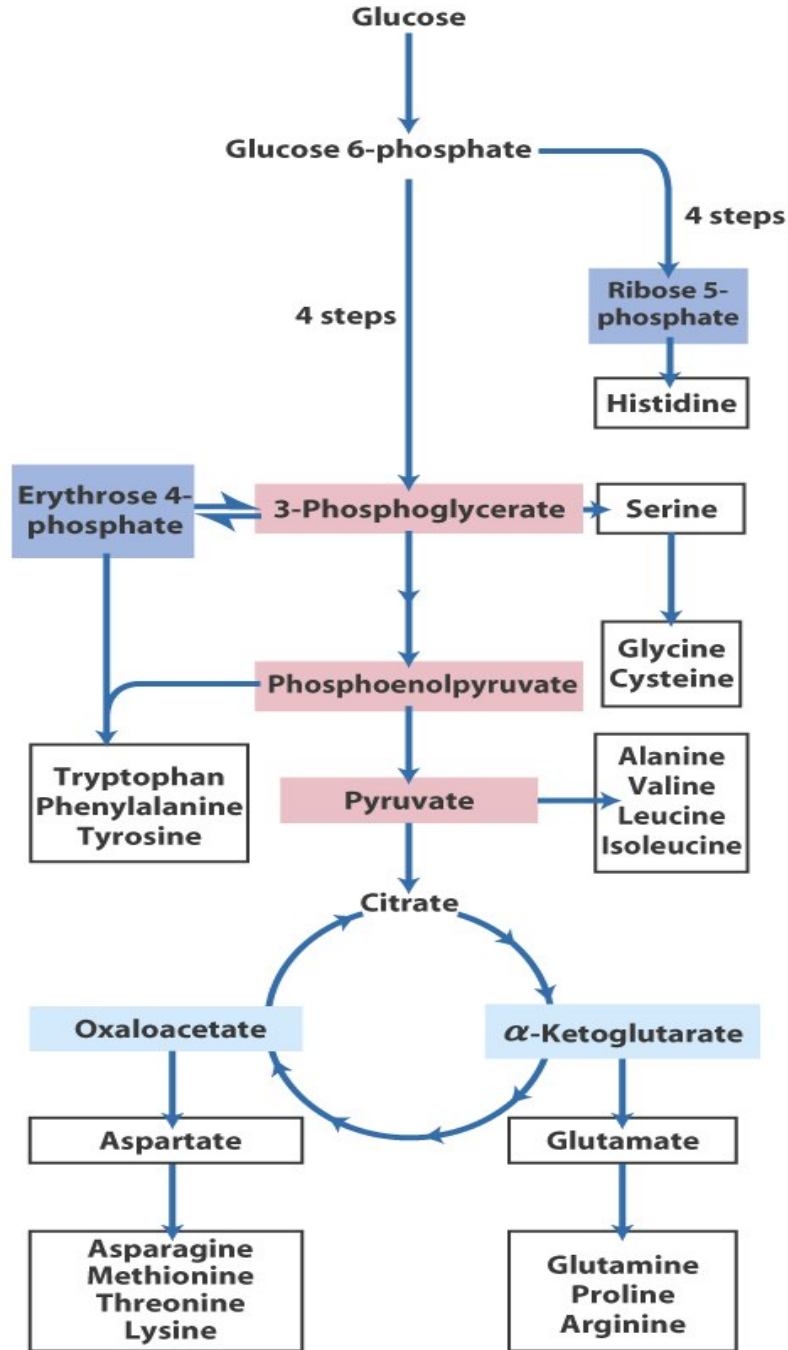 Glucose
Glucose 6-phosphate
4 steps
Ribose 5-
phosphate
4 steps
Histidine
Erythrose 4-
phosphate
3-Phosphoglycerate
Serine
Glycine
Cysteine
Phosphoenolpyruvate
Tryptophan
Phenylalanine
Tyrosine
Pyruvate
Alanine
Valine
Leucine
Isoleucine
Citrate
Oxaloacetate
α-Ketoglutarate
Aspartate
Glutamate
Asparagine
Methionine
Threonine
Lysine
Glutamine
Proline
Arginine